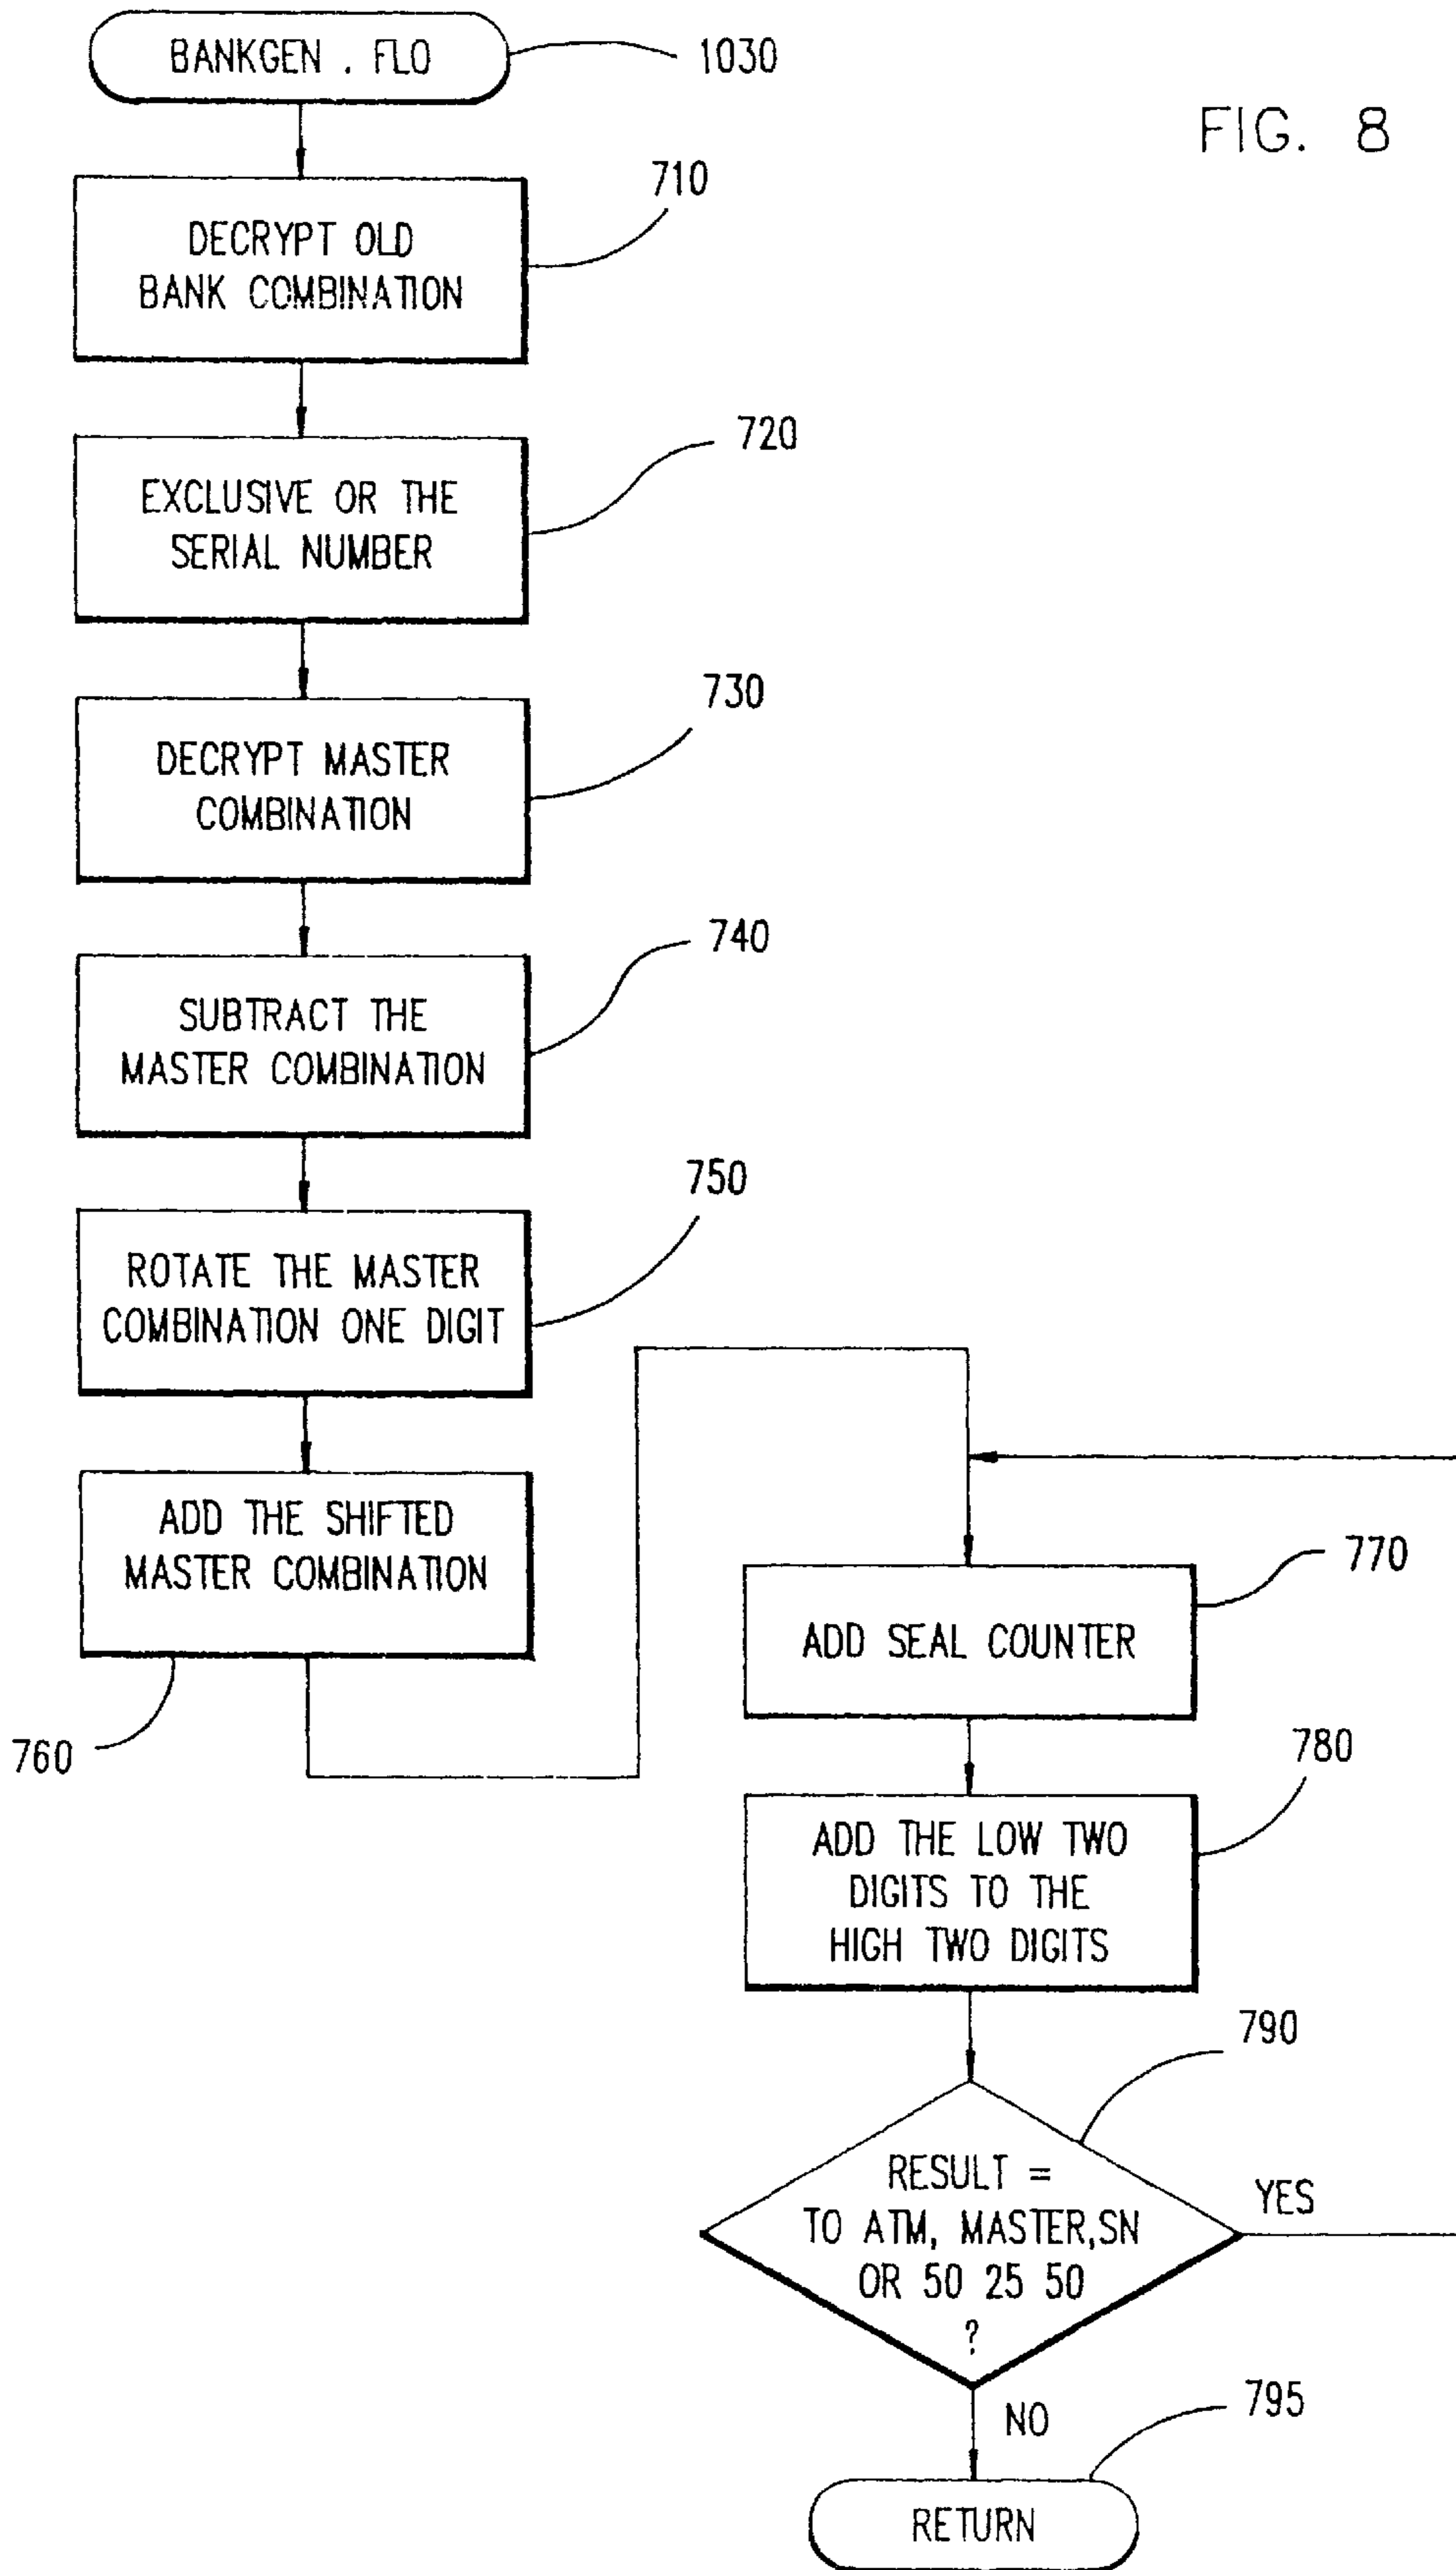 BANKGEN . FLO
1030
FIG. 8
710
DECRYPT OLD
BANK COMBINATION
720
EXCLUSIVE OR THE
SERIAL NUMBER
730
DECRYPT MASTER
COMBINATION
740
SUBTRACT THE
MASTER COMBINATION
750
ROTATE THE MASTER
COMBINATION ONE DIGIT
ADD THE SHIFTED
MASTER COMBINATION
760
770
ADD SEAL COUNTER
780
ADD THE LOW TWO
DIGITS TO THE
HIGH TWO DIGITS
790
RESULT =
TO ATM, MASTER,SN
OR 50 25 50
?
YES
NO
795
RETURN